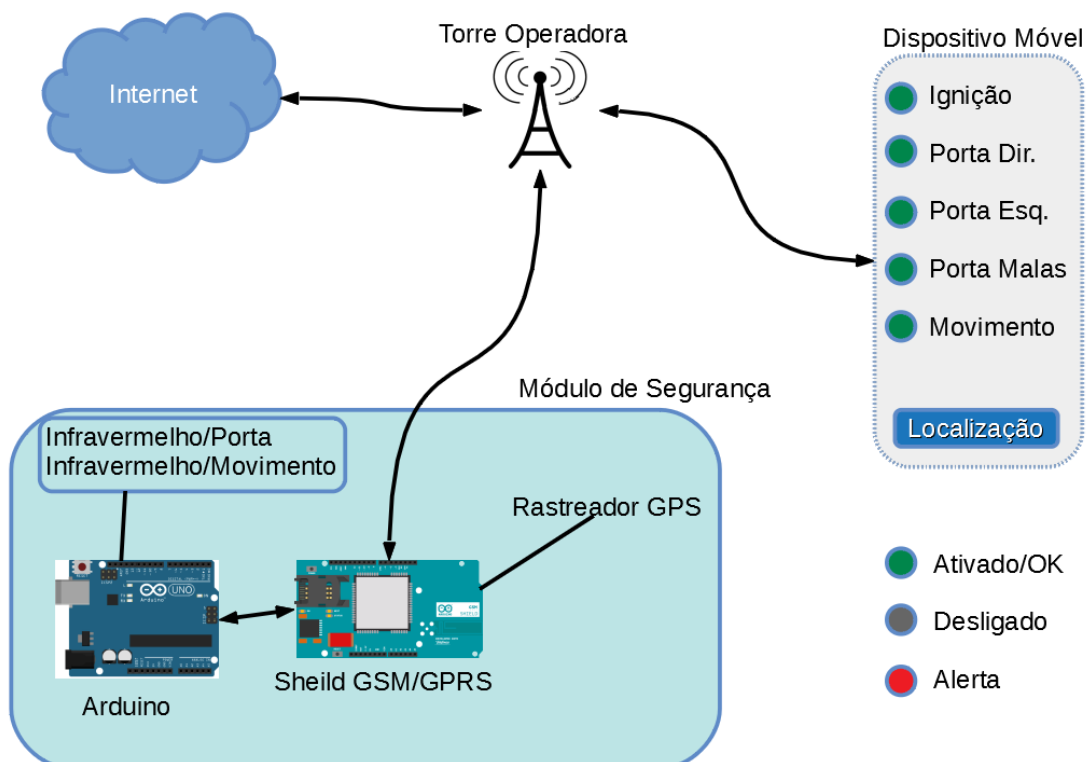 Torre Operadora
Dispositivo Móvel
Internet
Ignição
Porta Dir.
Porta Esq.
Porta Malas
Movimento
Localização
Módulo de Segurança
Infravermelho/Porta
Infravermelho/Movimento
Rastreador GPS
UNO
Arduino
Sheild GSM/GPRS
Ativado/OK
Desligado
Alerta